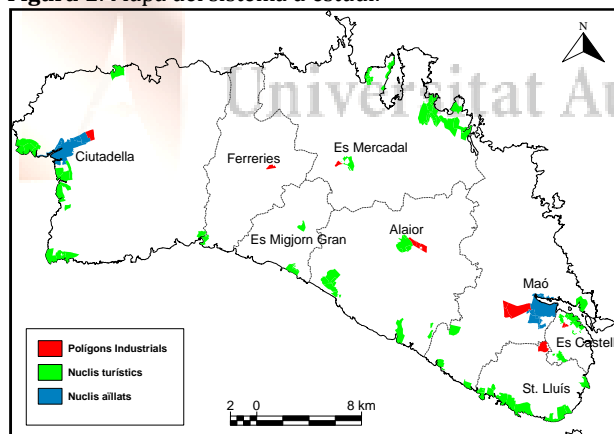 Figura 2. Mapa del sistema d'estudi.
N
Universitat Au
Ciutadella
Ferreries
Es Mercadal
Es Migjorn Gran
Alaior
Maó
Es Castell
St. Lluís
Polígons Industrials
Nuclis turístics
Nuclis aïllats
2 0 8 km